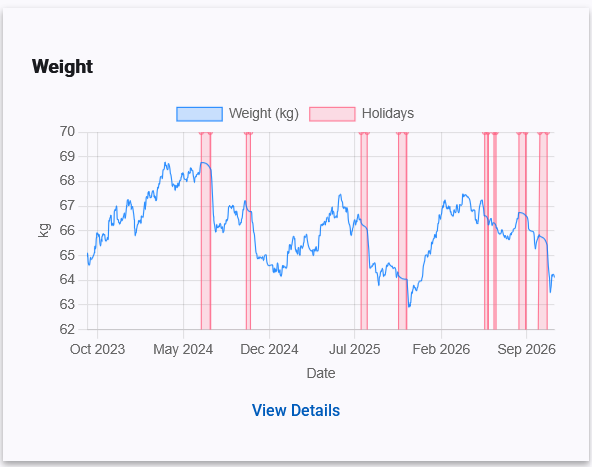 Weight
Weight (kg) Holidays
70
69
68
67
66
65
64
63
62
kg
Oct 2023 May 2024 Dec 2024 Jul 2025 Feb 2026 Sep 2026
Date
View Details